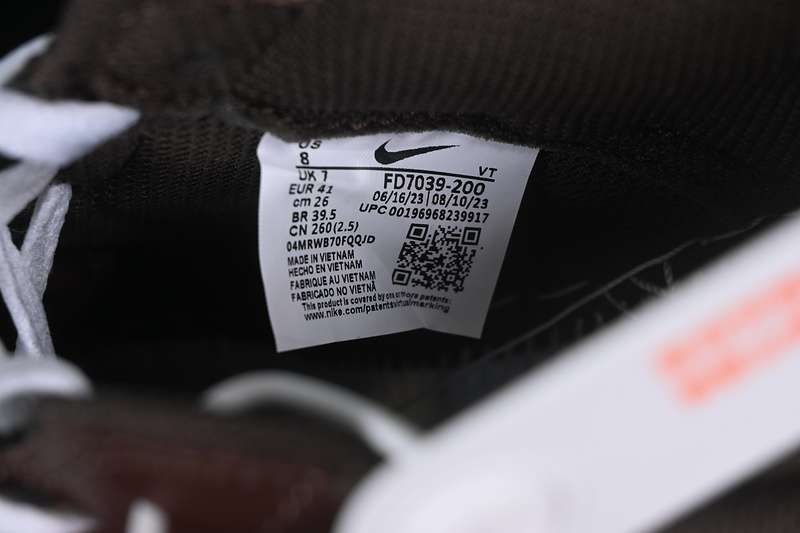 US
8
VT
UK 7
FD7039-200
EUR 41
06/16/23 08/10/23
cm 26
UPC 00196968239917
BR 39.5
CN 260(2.5)
04MRWB70FQQJD
MADE IN VIETNAM
HECHO EN VIETNAM
FABRIQUE AU VIETNAM
FABRICADO NO VIETNÃ
This product is covered by one or more patents:
www.nike.com/patentsvirtualmarking